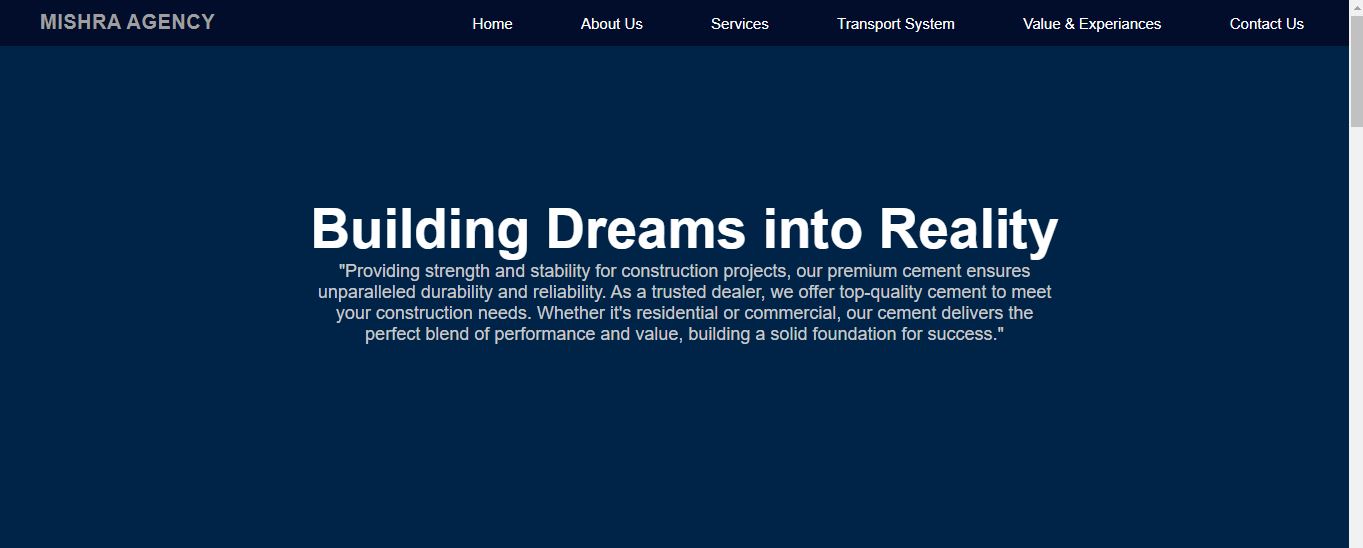 MISHRA AGENCY
Home About Us Services Transport System Value & Experiances Contact Us
Building Dreams into Reality
"Providing strength and stability for construction projects, our premium cement ensures
unparalleled durability and reliability. As a trusted dealer, we offer top-quality cement to meet
your construction needs. Whether it's residential or commercial, our cement delivers the
perfect blend of performance and value, building a solid foundation for success."